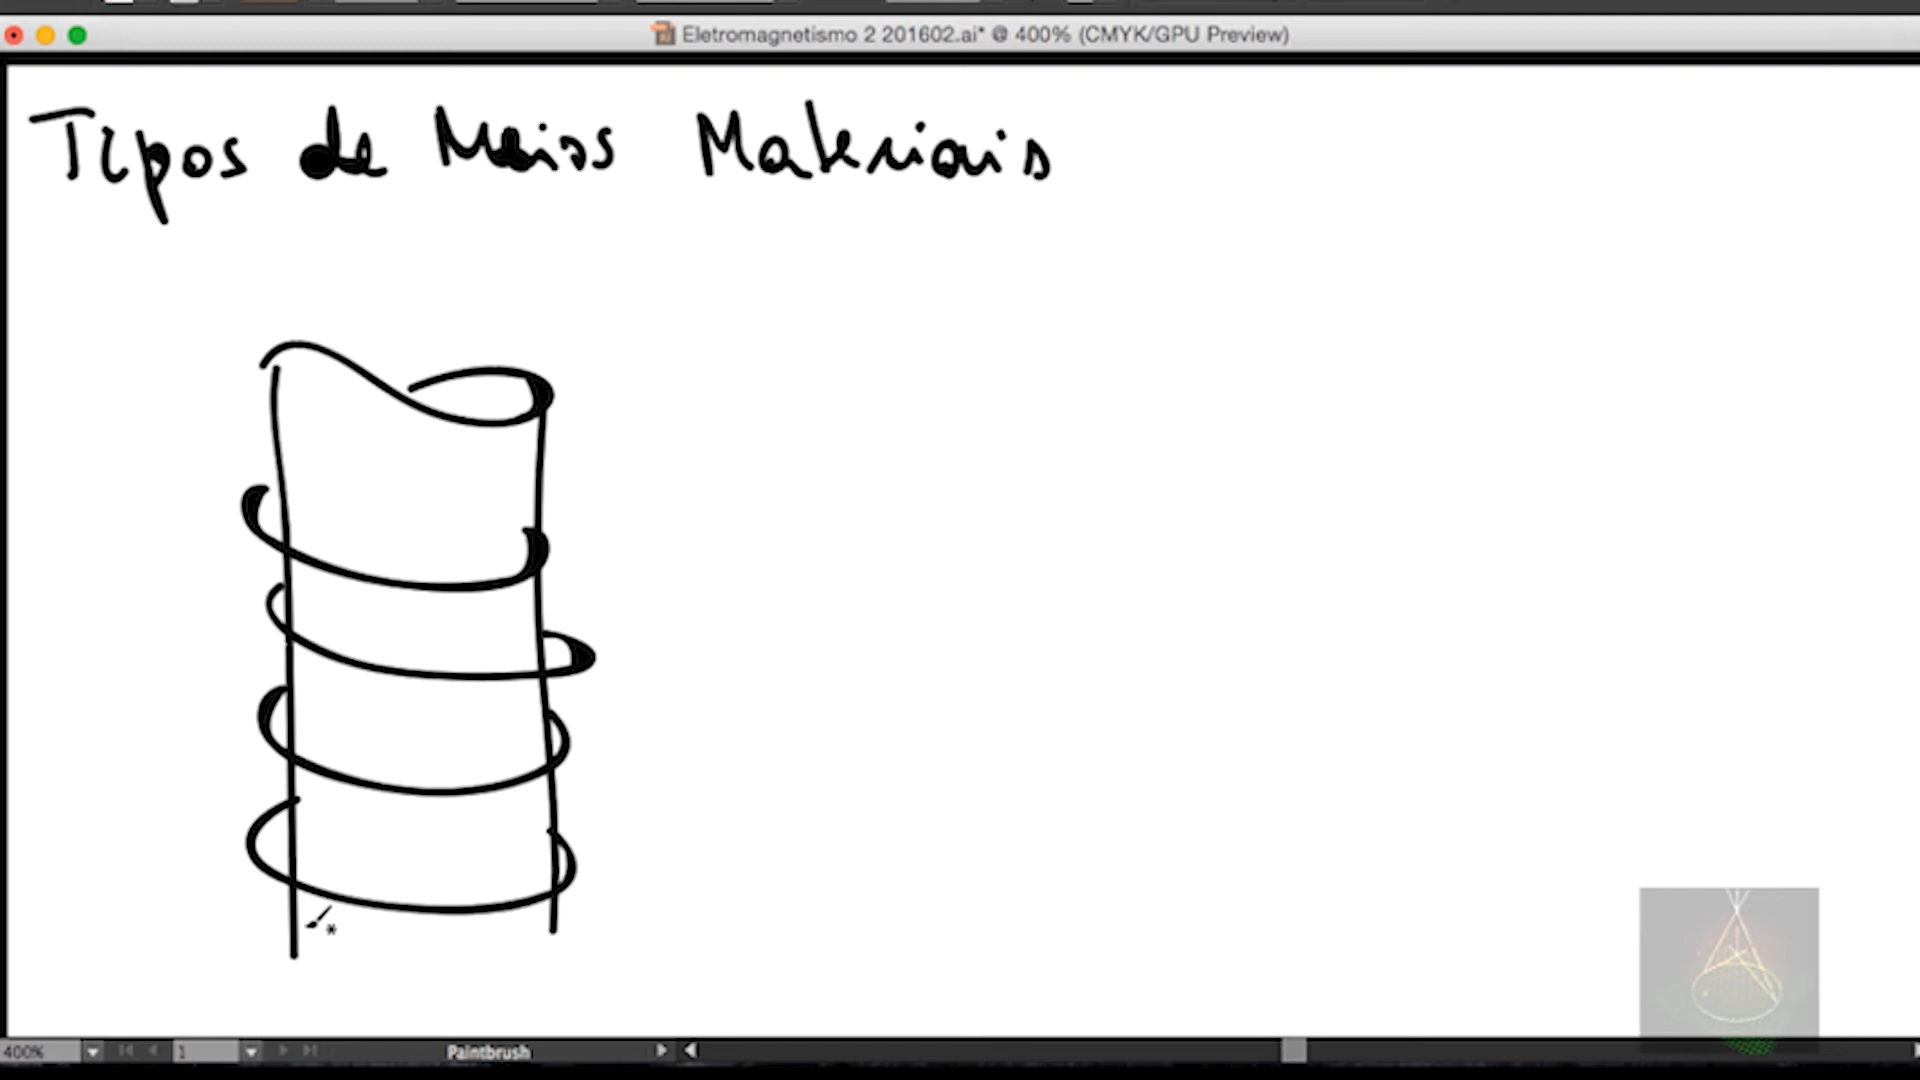 Eletromagnetismo 2 201602.ai* @ 400% (CMYK/GPU Preview)
Tipos de Meios Materiais
400% 1 Paintbrush